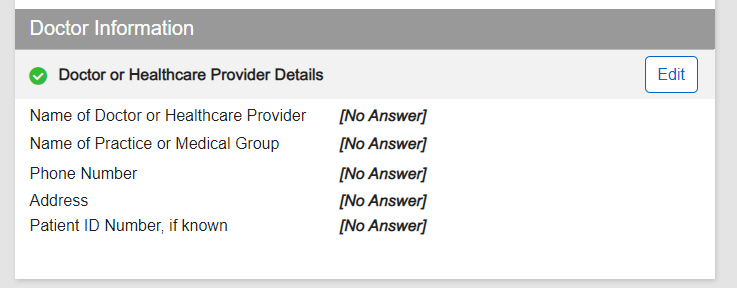 Doctor Information
Doctor or Healthcare Provider Details
Edit
Name of Doctor or Healthcare Provider [No Answer]
Name of Practice or Medical Group [No Answer]
Phone Number [No Answer]
Address [No Answer]
Patient ID Number, if known [No Answer]